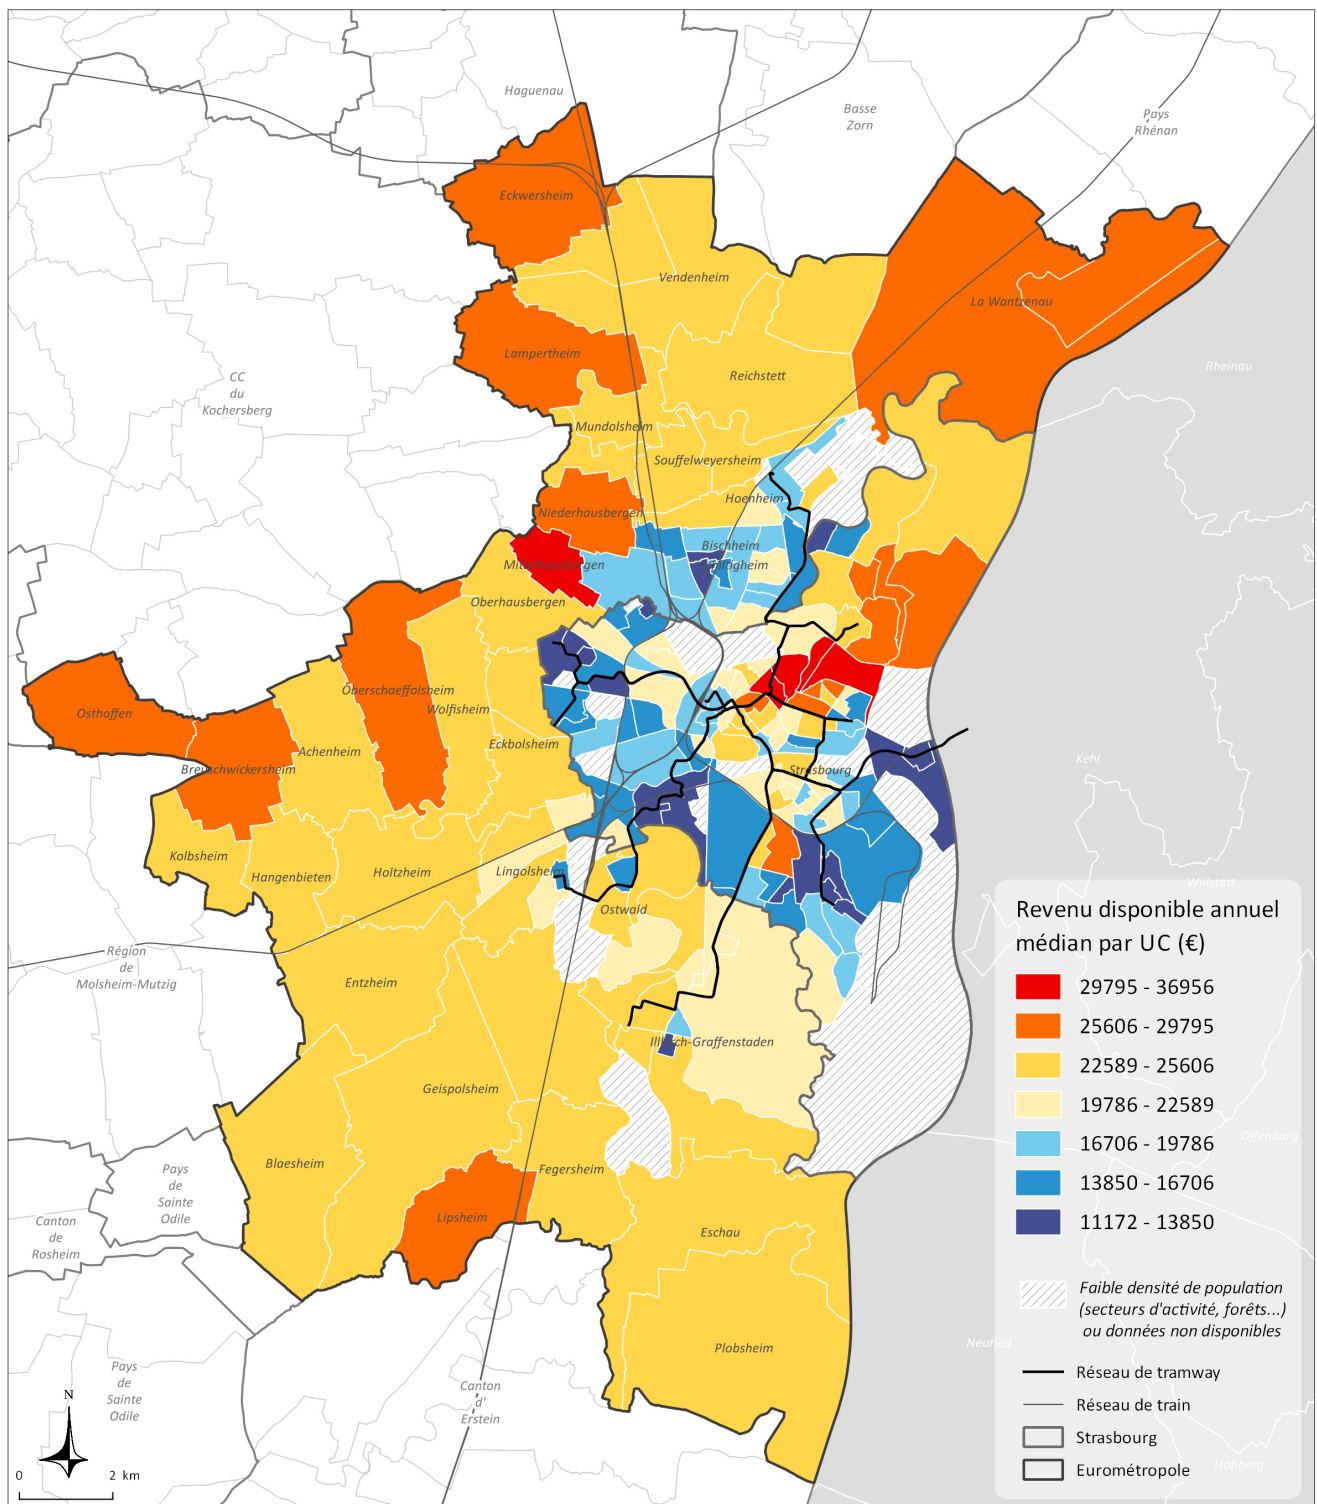 Haguenau
Basse
Zorn
Pays
Rhénan
Eckwersheim
Vendenheim
La Wantzenau
Lampertheim
Reichstett
Rheinau
CC
du
Kochersberg
Mundolsheim
Souffelweyersheim
Hoenheim
Niederhausbergen
Bischheim
Mittelhausbergen
Oberhausbergen
Oberschaeffolsheim
Wolfisheim
Osthoffen
Eckbolsheim
Achenheim
Breuschwickersheim
Strasbourg
Kehl
Kolbsheim
Hangenbieten
Holtzheim
Lingolsheim
Ostwald
Willstätt
Région
de
Molsheim-Mutzig
Entzheim
Illkirch-Graffenstaden
Geispolsheim
Offenburg
Blaesheim
Fegersheim
Pays
de
Sainte
Odile
Canton
de
Rosheim
Lipsheim
Eschau
Plobsheim
Neuried
Pays
de
Sainte
Odile
Canton
d'
Erstein
Hohberg
N
0 2 km
Revenu disponible annuel
médian par UC (€)
29795 - 36956
25606 - 29795
22589 - 25606
19786 - 22589
16706 - 19786
13850 - 16706
11172 - 13850
Faible densité de population
(secteurs d'activité, forêts...)
ou données non disponibles
Réseau de tramway
Réseau de train
Strasbourg
Eurométropole